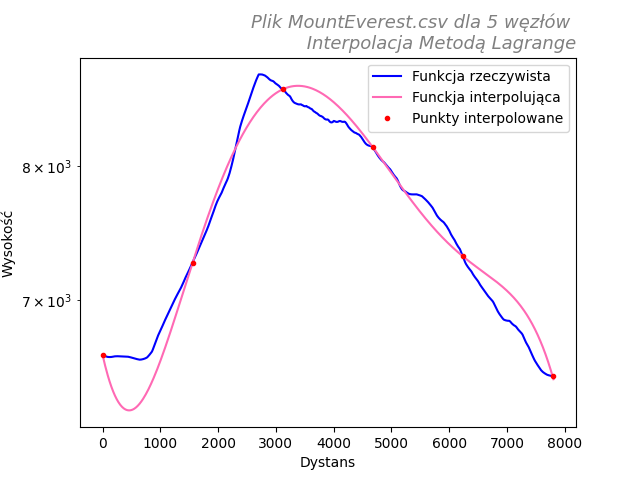 Plik MountEverest.csv dla 5 węzłów
Interpolacja Metodą Lagrange
Funkcja rzeczywista
Funckja interpolująca
Punkty interpolowane
8 × 10³
7 × 10³
Wysokość
0 1000 2000 3000 4000 5000 6000 7000 8000
Dystans